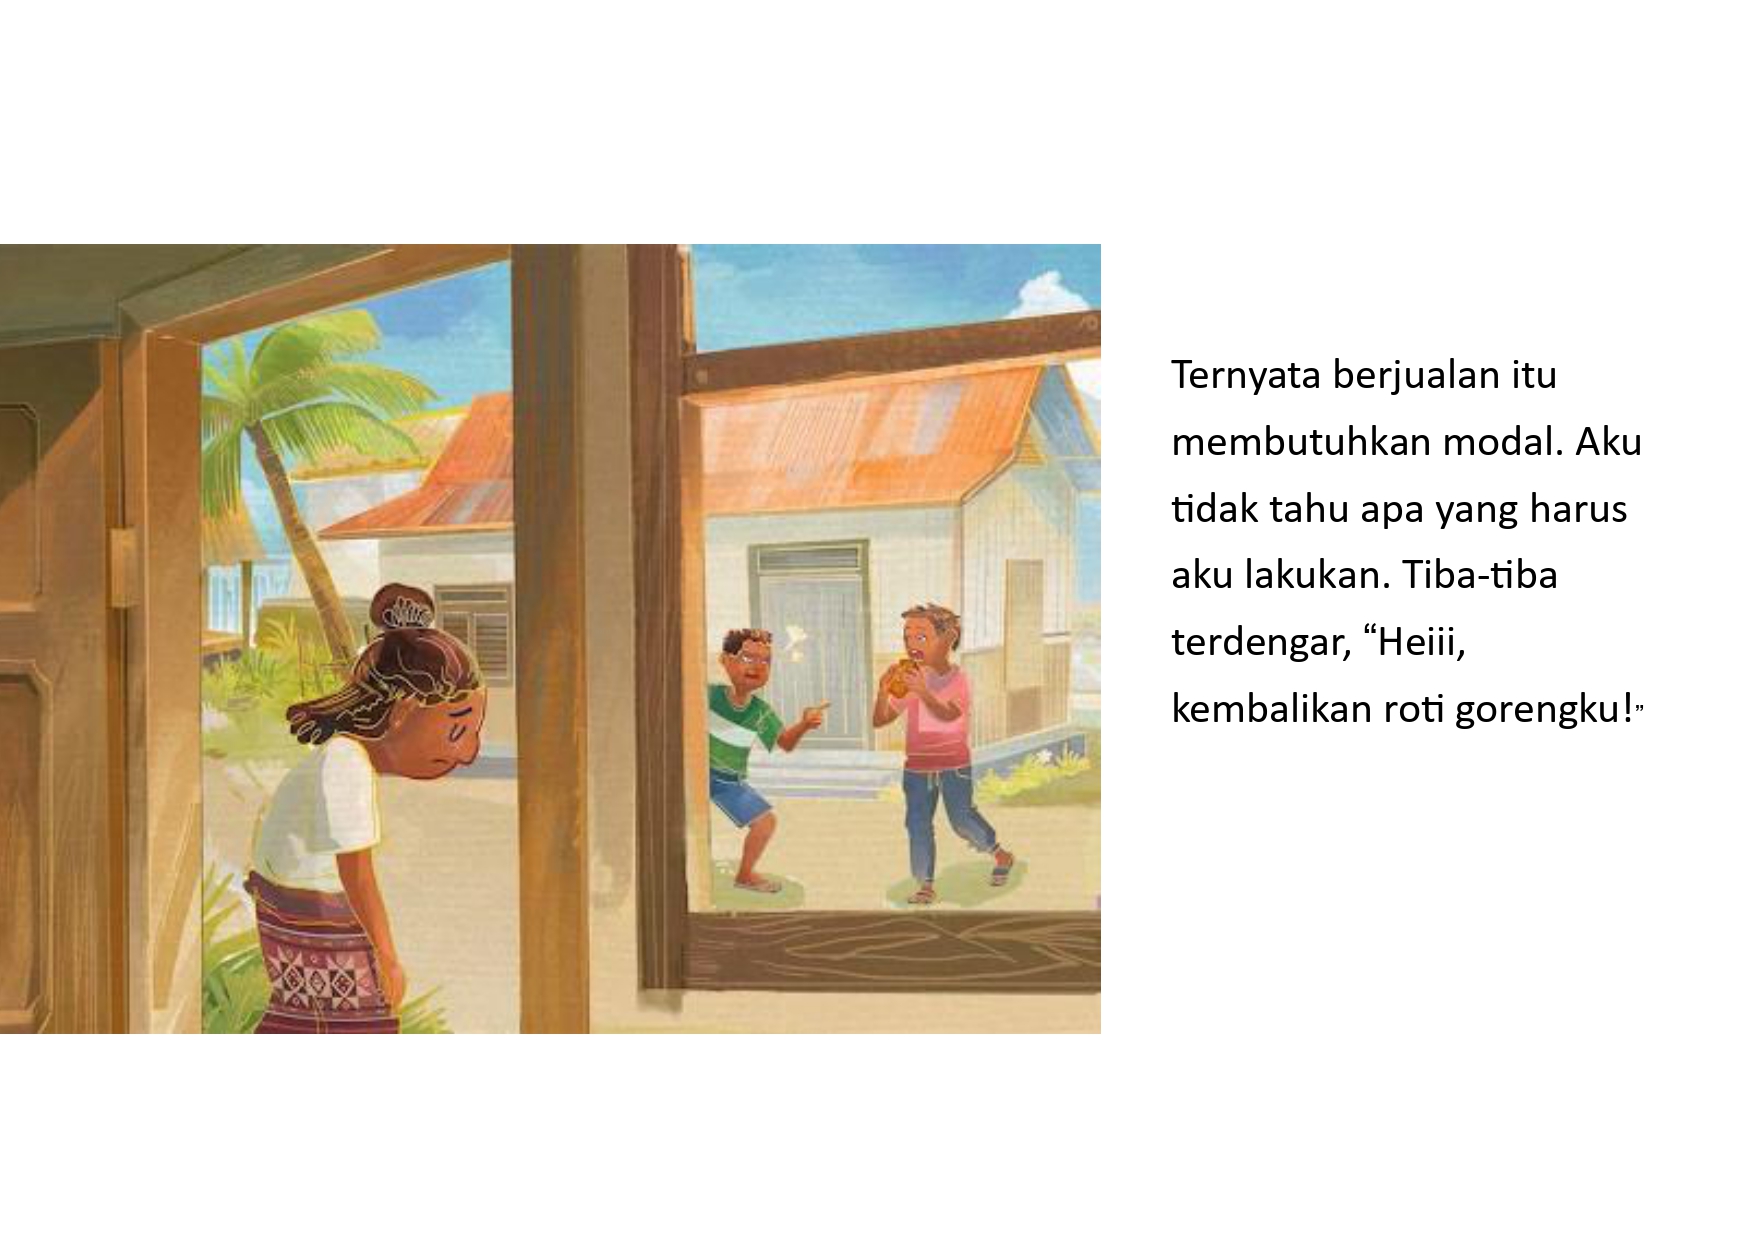 Ternyata berjualan itu
membutuhkan modal. Aku
tidak tahu apa yang harus
aku lakukan. Tiba-tiba
terdengar, “Heiii,
kembalikan roti gorengku!”